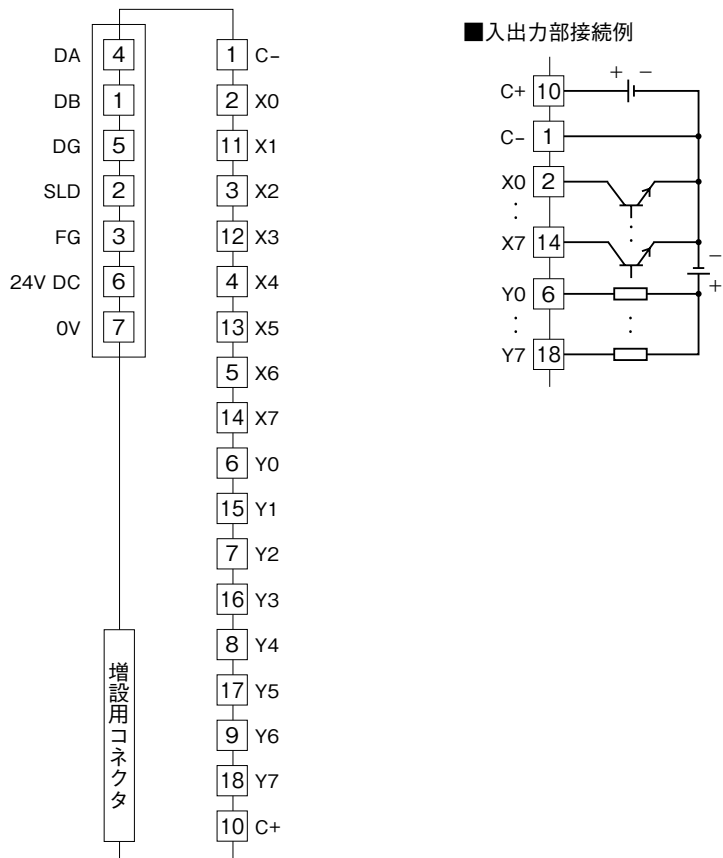 DA 4
DB 1
DG 5
SLD 2
FG 3
24V DC 6
0V 7
増設用コネクタ
1 C−
2 X0
11 X1
3 X2
12 X3
4 X4
13 X5
5 X6
14 X7
6 Y0
15 Y1
7 Y2
16 Y3
8 Y4
17 Y5
9 Y6
18 Y7
10 C+
■入出力部接続例
C+ 10 + −
C− 1
X0 2
:
X7 14
Y0 6
:
Y7 18
−
+